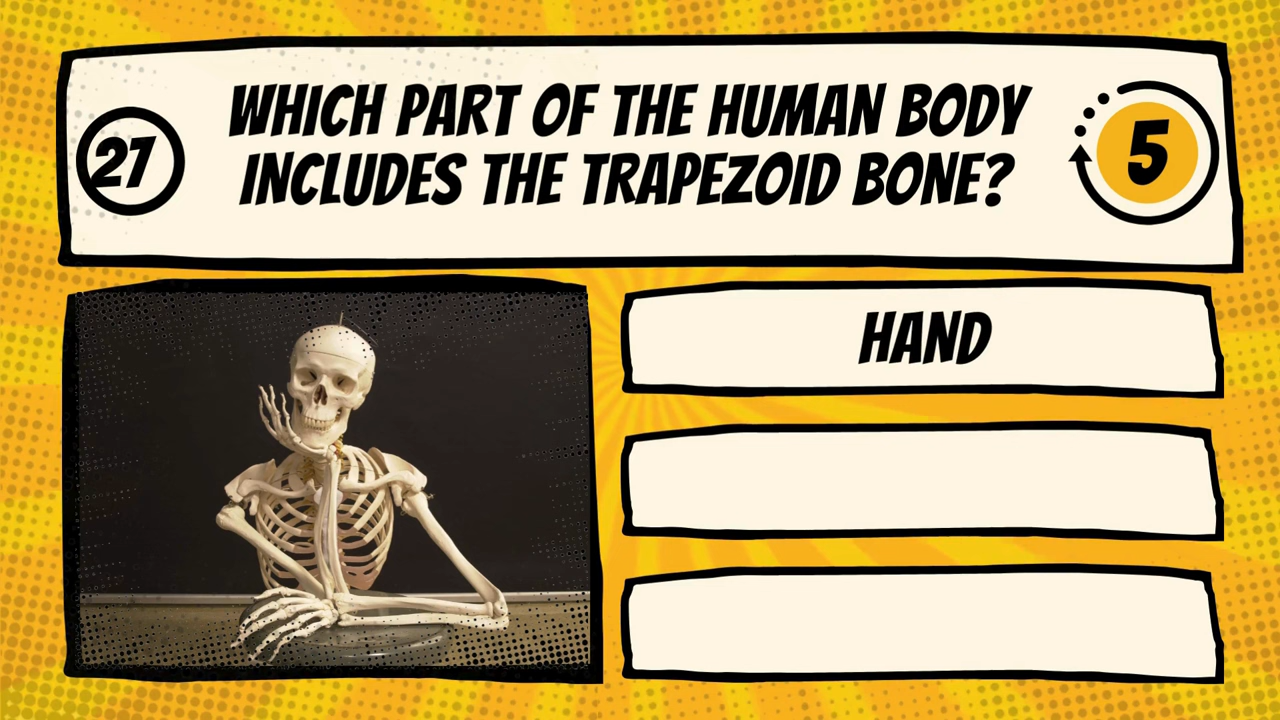 27
WHICH PART OF THE HUMAN BODY
INCLUDES THE TRAPEZOID BONE?
5
HAND